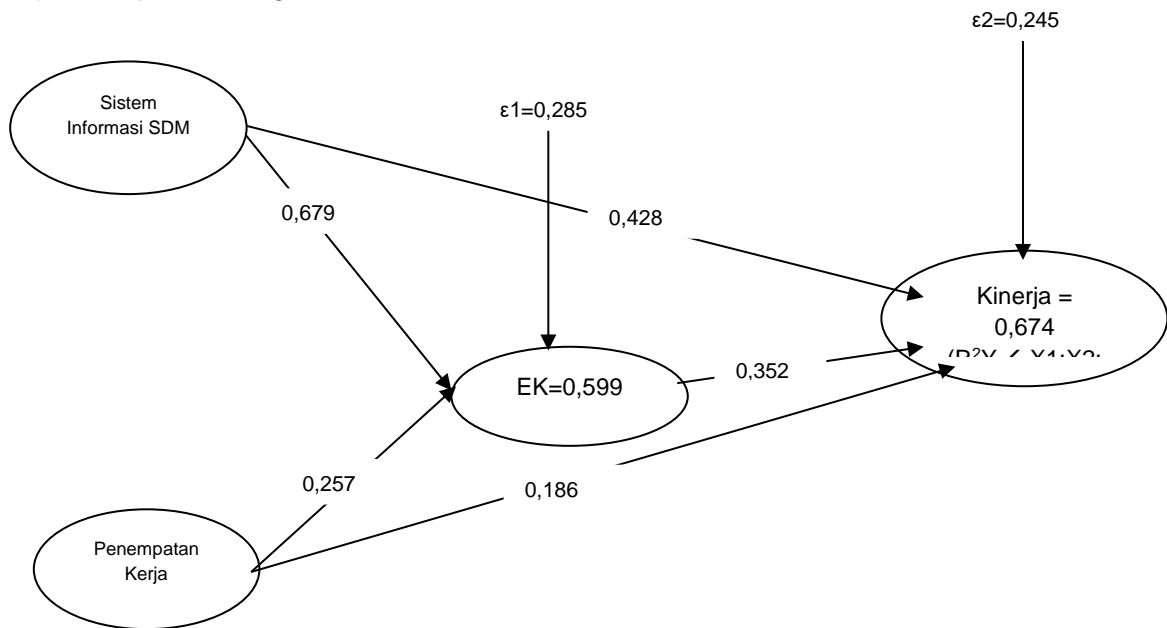 ε2=0,245
Sistem
Informasi SDM
ε1=0,285
0,679
0,428
Kinerja =
0,674
EK=0,599
0,352
0,257
0,186
Penempatan
Kerja